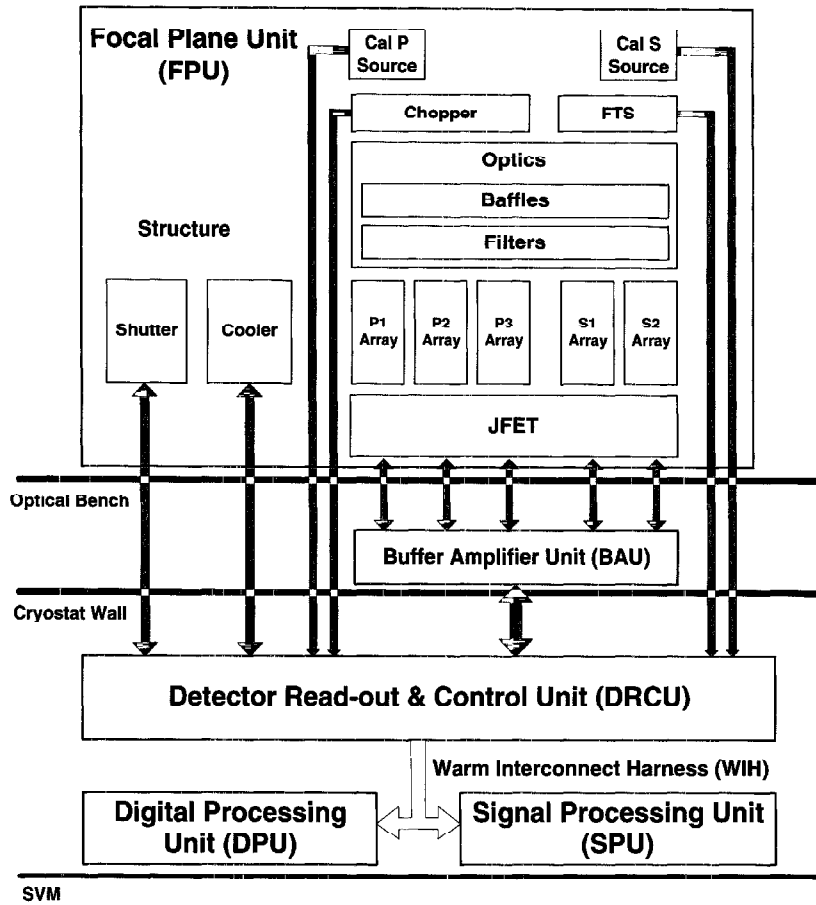 Focal Plane Unit
(FPU)
Cal P
Source
Cal S
Source
Chopper
FTS
Optics
Baffles
Filters
Structure
Shutter
Cooler
P1
Array
P2
Array
P3
Array
S1
Array
S2
Array
JFET
Optical Bench
Buffer Amplifier Unit (BAU)
Cryostat Wall
Detector Read-out & Control Unit (DRCU)
Warm Interconnect Harness (WIH)
Digital Processing
Unit (DPU)
Signal Processing Unit
(SPU)
SVM